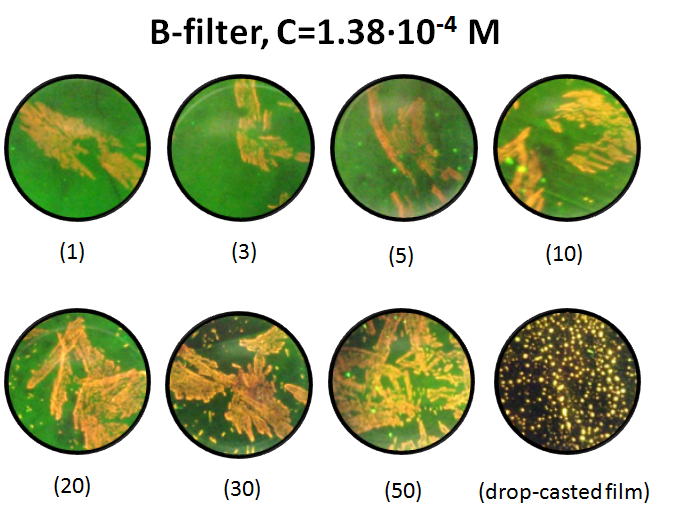 B-filter, C=1.38·10⁻⁴ M
(1) (3) (5) (10)
(20) (30) (50) (drop-casted film)